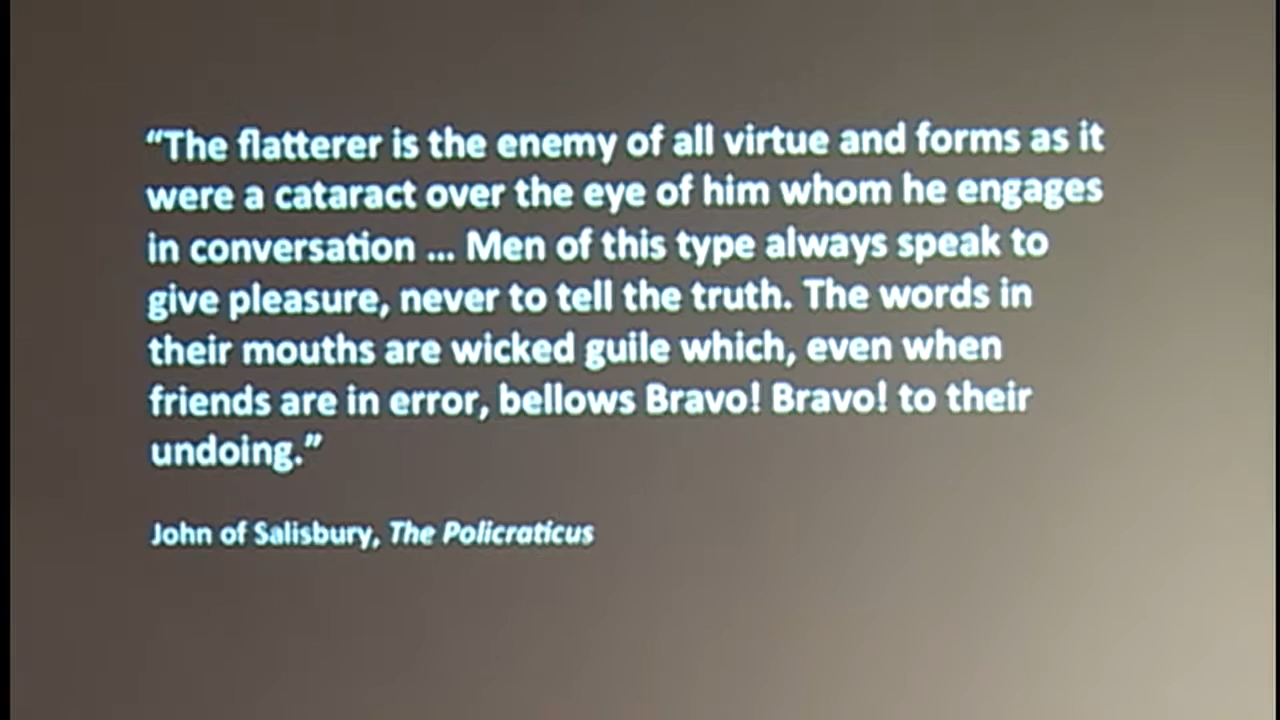 “The flatterer is the enemy of all virtue and forms as it
were a cataract over the eye of him whom he engages
in conversation ... Men of this type always speak to
give pleasure, never to tell the truth. The words in
their mouths are wicked guile which, even when
friends are in error, bellows Bravo! Bravo! to their
undoing.”
John of Salisbury, The Policraticus